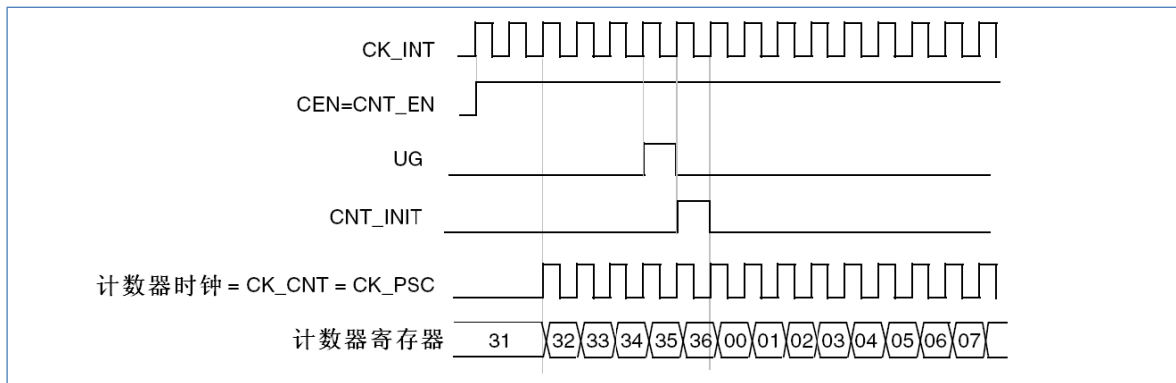 CK_INT
CEN=CNT_EN
UG
CNT_INIT
计数器时钟 = CK_CNT = CK_PSC
计数器寄存器 31 32 33 34 35 36 00 01 02 03 04 05 06 07